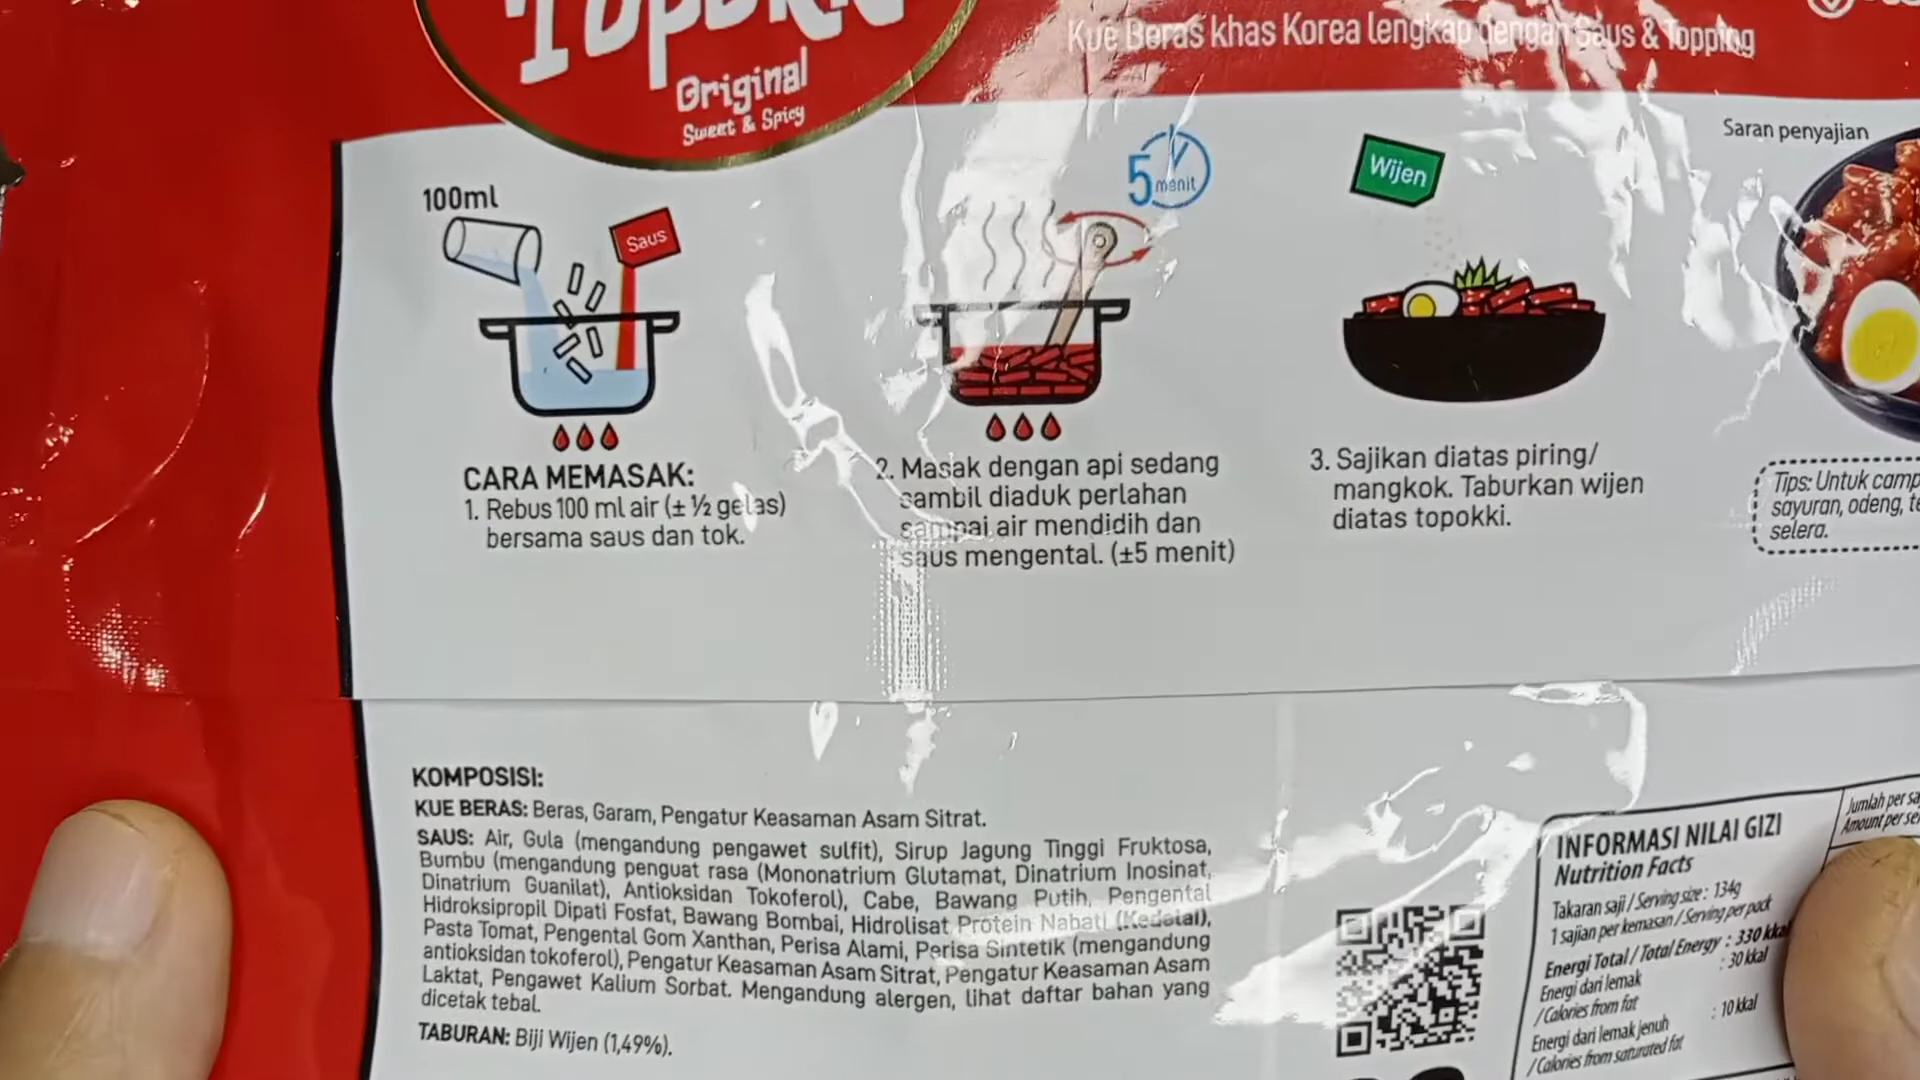 Kue Beras khas Korea lengkap dengan Saus & Topping
Original
Sweet & Spicy
100ml
Saus
5 menit
Wijen
Saran penyajian
CARA MEMASAK:
1. Rebus 100 ml air (± ½ gelas)
bersama saus dan tok.
2. Masak dengan api sedang
sambil diaduk perlahan
sampai air mendidih dan
saus mengental. (±5 menit)
3. Sajikan diatas piring/
mangkok. Taburkan wijen
diatas topokki.
Tips: Untuk
sayuran, odeng,
selera.
KOMPOSISI:
KUE BERAS: Beras, Garam, Pengatur Keasaman Asam Sitrat.
SAUS: Air, Gula (mengandung pengawet sulfit), Sirup Jagung Tinggi Fruktosa,
Bumbu (mengandung penguat rasa (Mononatrium Glutamat, Dinatrium Inosinat,
Dinatrium Guanilat), Antioksidan Tokoferol), Cabe, Bawang Putih, Pengental
Hidroksipropil Dipati Fosfat, Bawang Bombai, Hidrolisat Protein Nabati (Kedelai),
Pasta Tomat, Pengental Gom Xanthan, Perisa Alami, Perisa Sintetik (mengandung
antioksidan tokoferol), Pengatur Keasaman Asam Sitrat, Pengatur Keasaman Asam
Laktat, Pengawet Kalium Sorbat. Mengandung alergen, lihat daftar bahan yang
dicetak tebal.
TABURAN: Biji Wijen (1,49%).
INFORMASI NILAI GIZI
Nutrition Facts
Takaran saji / Serving size : 134g
1 sajian per kemasan / Serving per pack
Energi Total / Total Energy : 330 kkal
Energi dari lemak : 30 kkal
/ Calories from fat
Energi dari lemak jenuh : 10 kkal
/ Calories from saturated fat
Jumlah per
Amount per